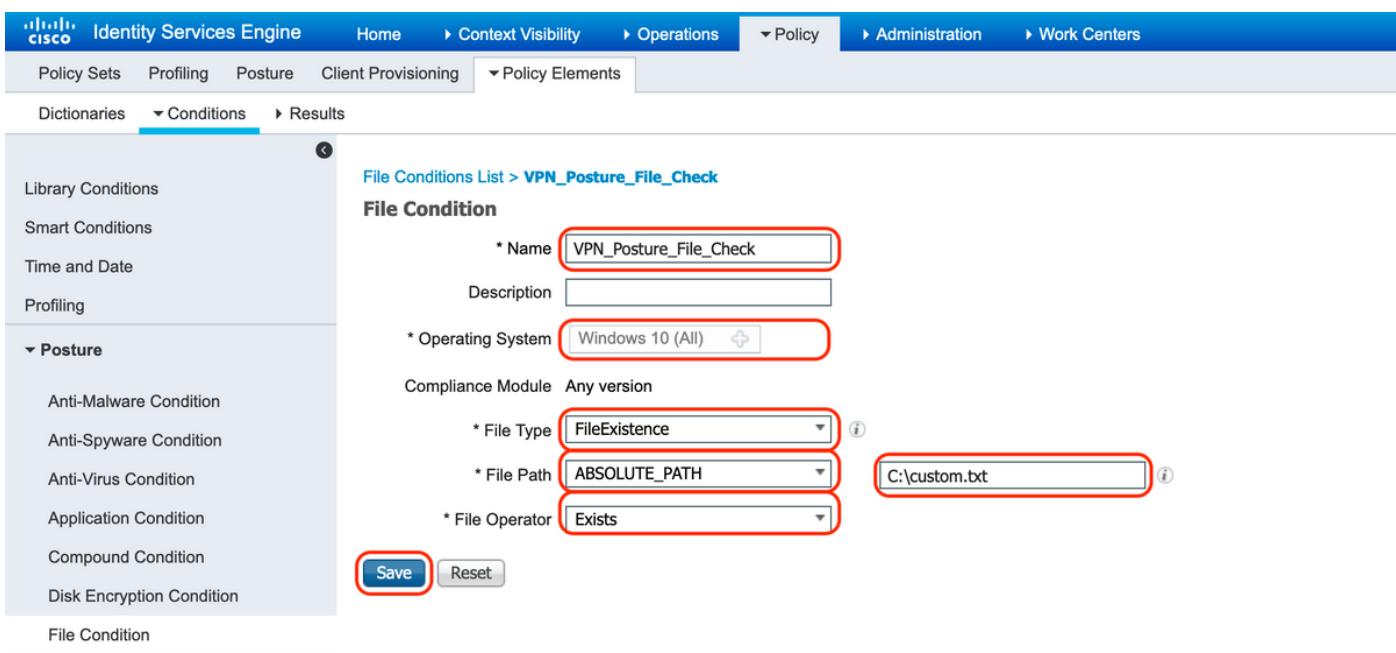 cisco Identity Services Engine Home Context Visibility Operations Policy Administration Work Centers
Policy Sets Profiling Posture Client Provisioning Policy Elements
Dictionaries Conditions Results
Library Conditions
Smart Conditions
Time and Date
Profiling
Posture
Anti-Malware Condition
Anti-Spyware Condition
Anti-Virus Condition
Application Condition
Compound Condition
Disk Encryption Condition
File Condition
File Conditions List > VPN_Posture_File_Check
File Condition
* Name VPN_Posture_File_Check
Description
* Operating System Windows 10 (All)
Compliance Module Any version
* File Type FileExistence
* File Path ABSOLUTE_PATH C:\custom.txt
* File Operator Exists
Save Reset